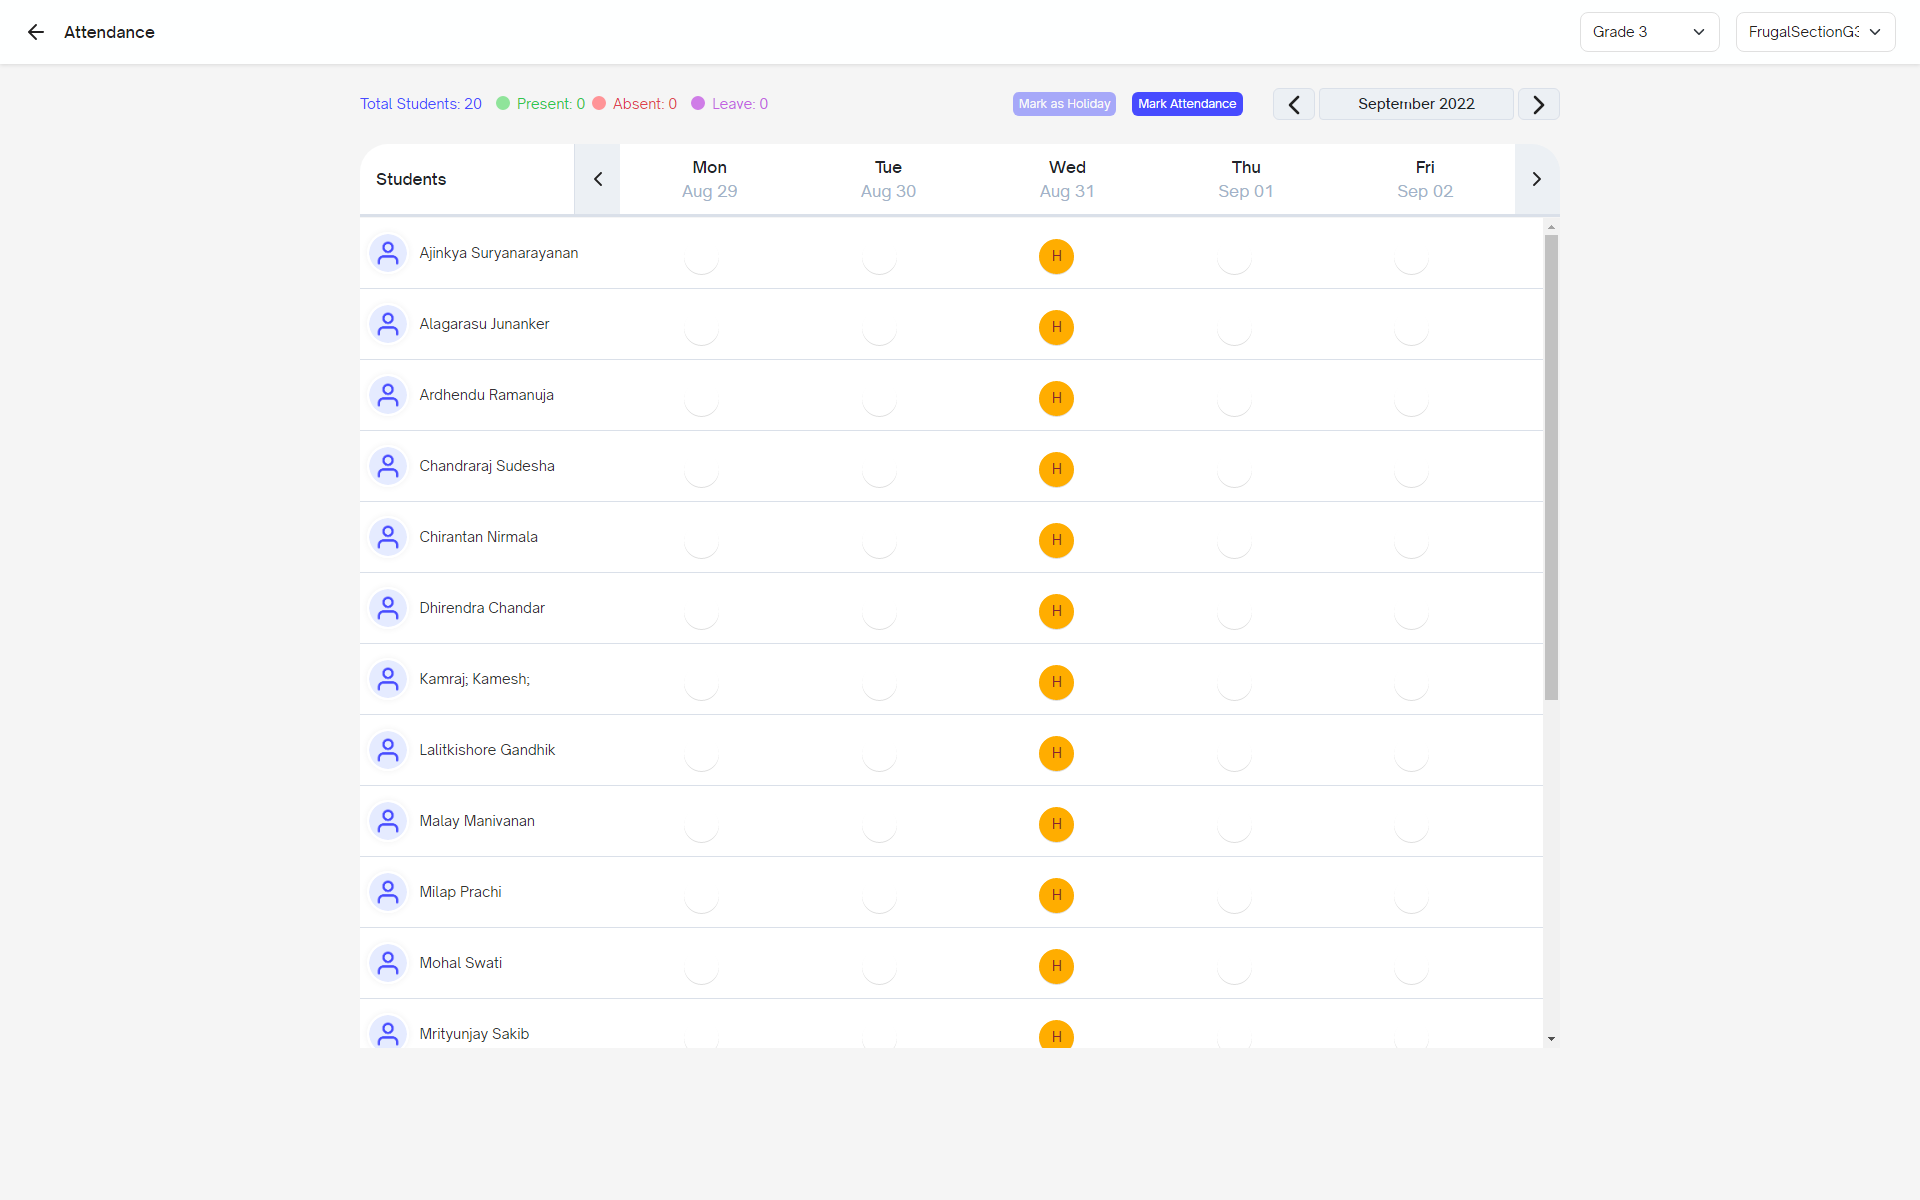 Attendance
Grade 3
FrugalSectionG3
Total Students: 20 Present: 0 Absent: 0 Leave: 0
Mark as Holiday
Mark Attendance
September 2022
Students Mon Tue Wed Thu Fri
Aug 29 Aug 30 Aug 31 Sep 01 Sep 02
Ajinkya Suryanarayanan H
Alagarasu Junanker H
Ardhendu Ramanuja H
Chandraraj Sudesha H
Chirantan Nirmala H
Dhirendra Chandar H
Kamraj; Kamesh; H
Lalitkishore Gandhik H
Malay Manivanan H
Milap Prachi H
Mohal Swati H
Mrityunjay Sakib H